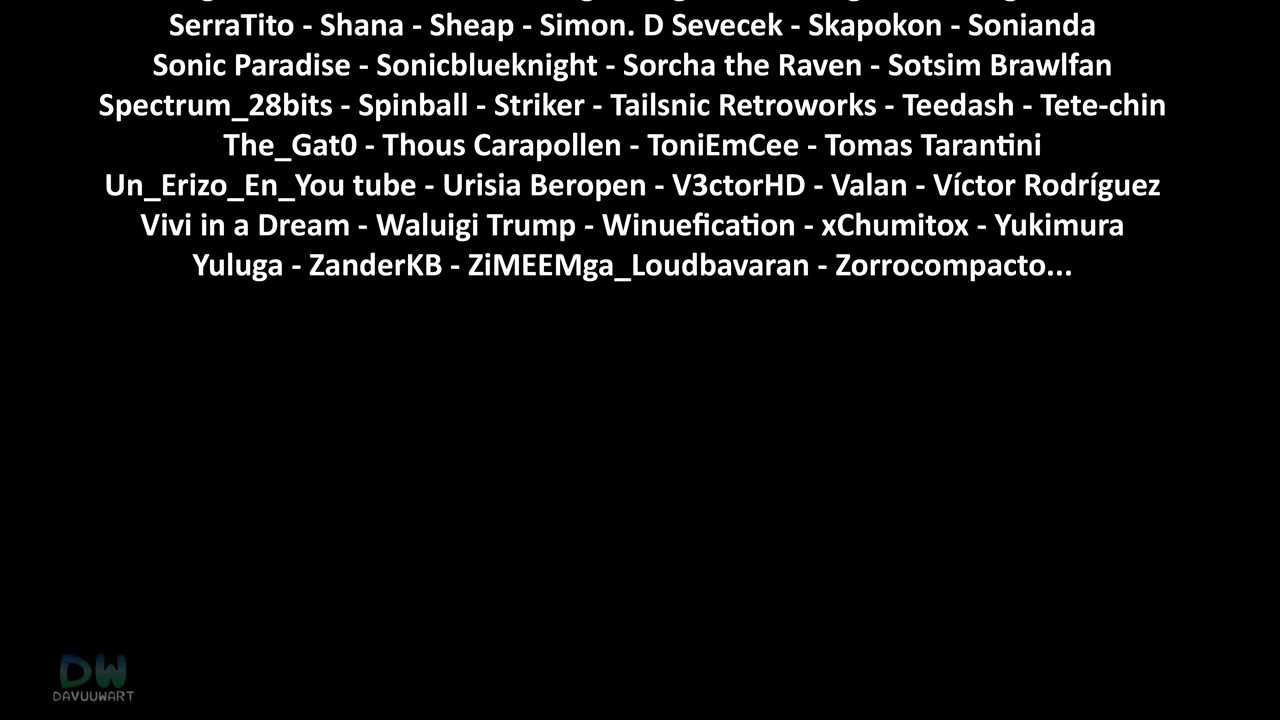 SerraTito - Shana - Sheap - Simon. D Sevecek - Skapokon - Sonianda
Sonic Paradise - Sonicblueknight - Sorcha the Raven - Sotsim Brawlfan
Spectrum_28bits - Spinball - Striker - Tailsnic Retroworks - Teedash - Tete-chin
The_Gat0 - Thous Carapollen - ToniEmCee - Tomas Tarantini
Un_Erizo_En_You tube - Urisia Beropen - V3ctorHD - Valan - Víctor Rodríguez
Vivi in a Dream - Waluigi Trump - Winuefication - xChumitox - Yukimura
Yuluga - ZanderKB - ZiMEEMga_Loudbavaran - Zorrocompacto...
DW
DAVUUWART